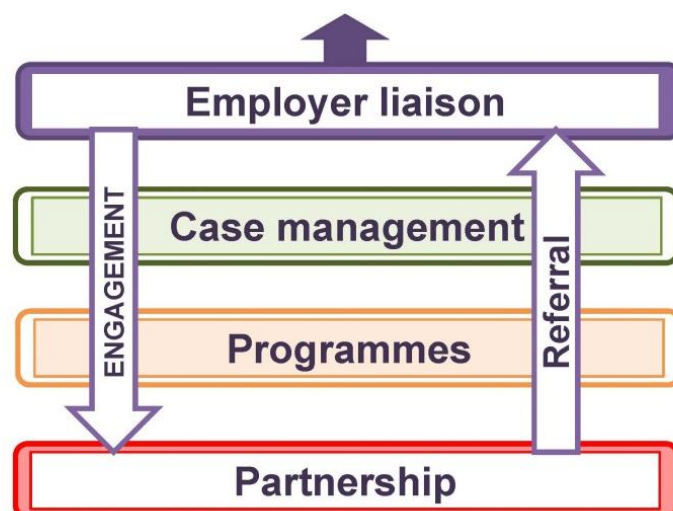 Employer liaison
ENGAGEMENT
Case management
Referral
Programmes
Partnership